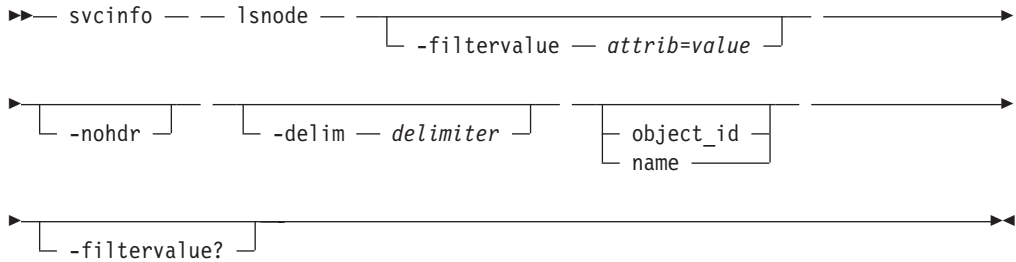 svcinfo lsnode
-filtervalue attrib=value
-nohdr -delim delimiter object_id
name
-filtervalue?